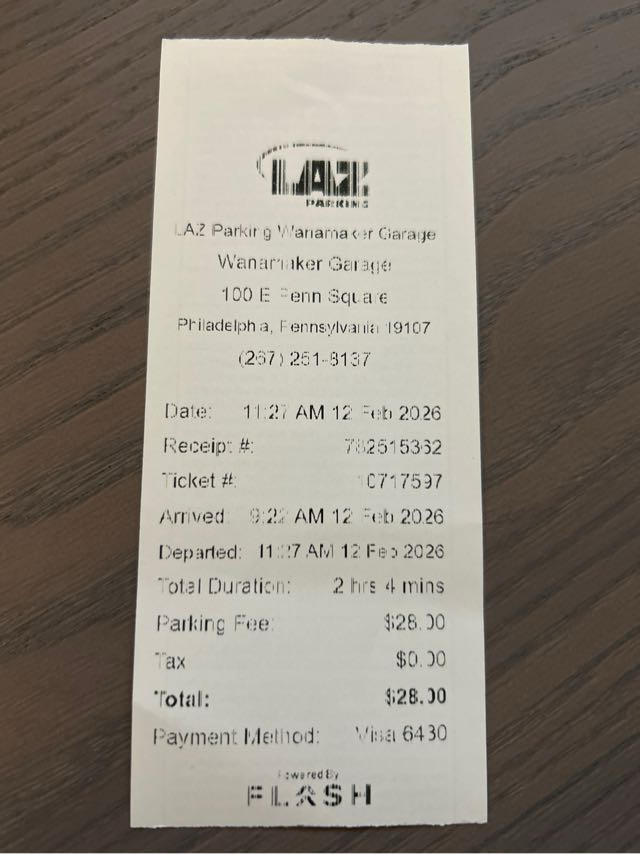 LAZ
PARKING
LAZ Parking Wanamaker Garage
Wanamaker Garage
100 E Penn Square
Philadelphia, Pennsylvania 19107
(267) 251-8137
Date: 11:27 AM 12 Feb 2026
Receipt #: 782515362
Ticket #: 10717597
Arrived: 9:22 AM 12 Feb 2026
Departed: 11:27 AM 12 Feb 2026
Total Duration: 2 hrs 4 mins
Parking Fee: $28.00
Tax $0.00
Total: $28.00
Payment Method: Visa 6430
Powered By
FLASH